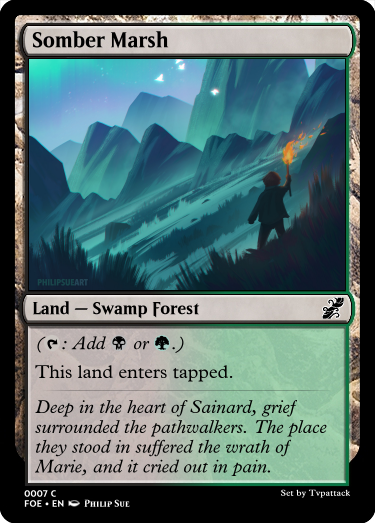 Somber Marsh
PHILIPSUEART
Land — Swamp Forest
(: Add or .)
This land enters tapped.
Deep in the heart of Sainard, grief
surrounded the pathwalkers. The place
they stood in suffered the wrath of
Marie, and it cried out in pain.
0007 C
FOE • EN Philip Sue
Set by Tvpattack